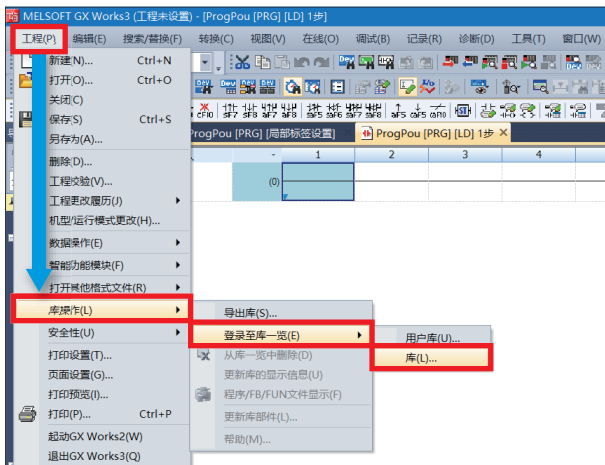 MELSOFT GX Works3 (工程未设置) - [ProgPou [PRG] [LD] 1步]
工程(P) 编辑(E) 搜索/替换(F) 转换(C) 视图(V) 在线(O) 调试(B) 记录(R) 诊断(D) 工具(T) 窗口(W)
新建(N)... Ctrl+N
打开(O)... Ctrl+O
关闭(C)
保存(S) Ctrl+S
另存为(A)...
ProgPou [PRG] [局部标签设置] ProgPou [PRG] [LD] 1步
删除(D)...
1 2 3 4
工程校验(V)...
(0)
工程更改履历(J)
机型/运行模式更改(H)...
数据操作(E)
智能功能模块(F)
打开其他格式文件(R)
库操作(L)
导出库(S)...
安全性(U)
登录至库一览(E)
用户库(U)...
打印设置(T)...
从库一览中删除(D)
库(L)...
页面设置(G)...
更新库的显示信息(U)
打印预览(I)...
程序/FB/FUN文件显示(F)
打印(P)... Ctrl+P
更新库部件(L)...
起动GX Works2(W)
帮助(M)...
退出GX Works3(Q)